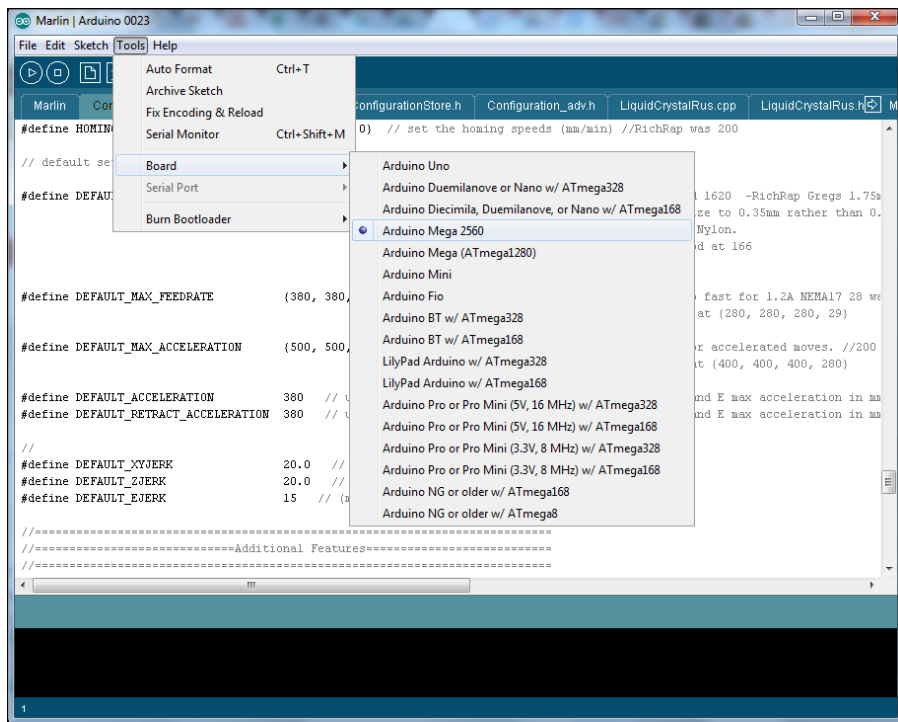 Marlin | Arduino 0023
File Edit Sketch Tools Help
Auto Format Ctrl+T
Archive Sketch
Fix Encoding & Reload
Serial Monitor Ctrl+Shift+M
Board
Serial Port
Burn Bootloader
Arduino Uno
Arduino Duemilanove or Nano w/ ATmega328
Arduino Diecimila, Duemilanove, or Nano w/ ATmega168
Arduino Mega 2560
Arduino Mega (ATmega1280)
Arduino Mini
Arduino Fio
Arduino BT w/ ATmega328
Arduino BT w/ ATmega168
LilyPad Arduino w/ ATmega328
LilyPad Arduino w/ ATmega168
Arduino Pro or Pro Mini (5V, 16 MHz) w/ ATmega328
Arduino Pro or Pro Mini (5V, 16 MHz) w/ ATmega168
Arduino Pro or Pro Mini (3.3V, 8 MHz) w/ ATmega328
Arduino Pro or Pro Mini (3.3V, 8 MHz) w/ ATmega168
Arduino NG or older w/ ATmega168
Arduino NG or older w/ ATmega8
Marlin Con onfigurationStore.h Configuration_adv.h LiquidCrystalRus.cpp LiquidCrystalRus.h M
#define HOMIN 0} // set the homing speeds (mm/min) //RichRap was 200
// default se
#define DEFAU 1620 -RichRap Gregs 1.75m
ze to 0.35mm rather than 0.
Nylon.
d at 166
#define DEFAULT_MAX_FEEDRATE {380, 380, fast for 1.2A NEMA17 28 wa
at {280, 280, 280, 29}
#define DEFAULT_MAX_ACCELERATION {500, 500, r accelerated moves. //200
t {400, 400, 400, 280}
#define DEFAULT_ACCELERATION 380 // nd E max acceleration in mm
#define DEFAULT_RETRACT_ACCELERATION 380 // nd E max acceleration in mm
//
#define DEFAULT_XYJERK 20.0 //
#define DEFAULT_ZJERK 20.0 //
#define DEFAULT_EJERK 15 // (m
//==============================================================
//=============================Additional Features===========================
//==============================================================
1